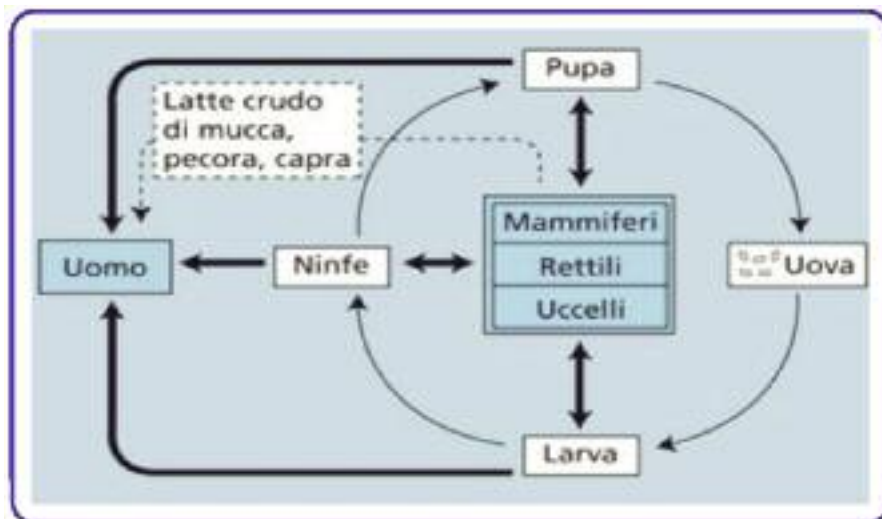 Pupa
Latte crudo
di mucca,
pecora, capra
Mammiferi
Uomo
Ninfe
Rettili
Uova
Uccelli
Larva